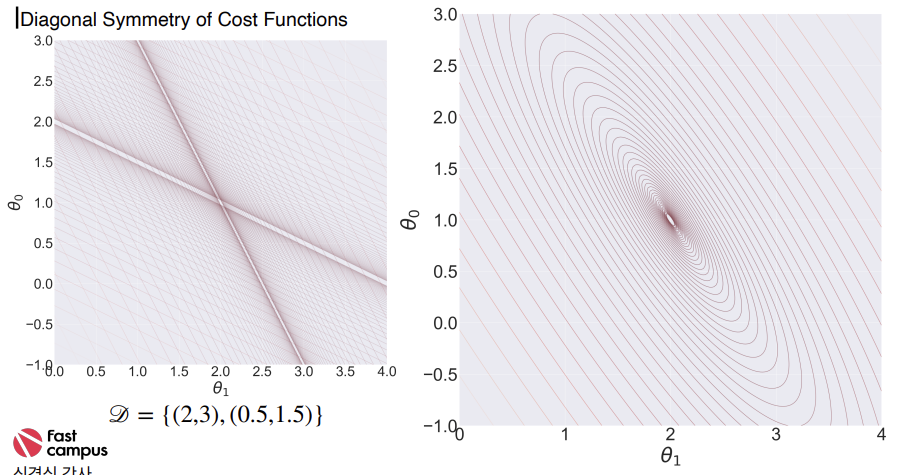 Diagonal Symmetry of Cost Functions
3.0
2.5
2.0
1.5
1.0
0.5
0.0
−0.5
−1.0
θ₀
0.0 0.5 1.0 1.5 2.0 2.5 3.0 3.5 4.0
θ₁
𝒟 = {(2,3), (0.5,1.5)}
Fast
campus
3.0
2.5
2.0
1.5
1.0
0.5
0.0
−0.5
−1.0
θ₀
0 1 2 3 4
θ₁